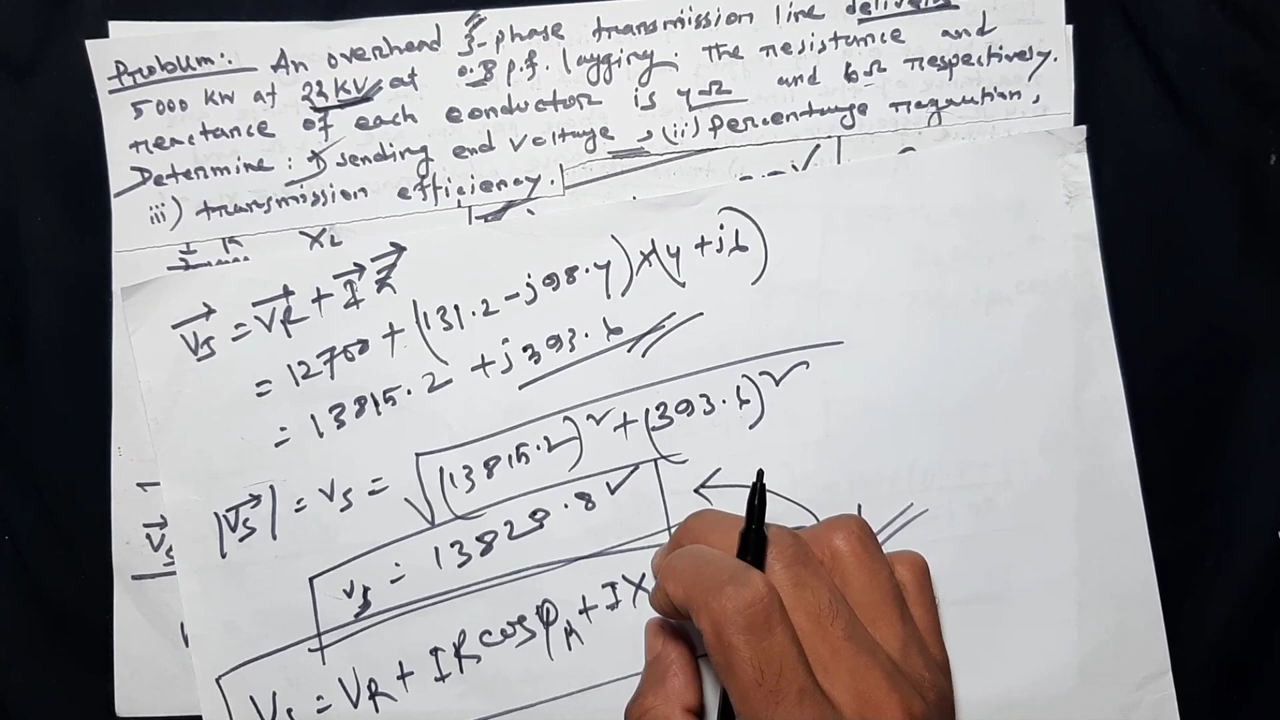 Problem: An overhead 3-phase transmission line delivers
5000 kW at 22 kV at 0.8 p.f. lagging. The resistance and
reactance of each conductor is 4Ω and 6Ω respectively.
Determine: i) sending end voltage, (ii) percentage regaution,
iii) transmission efficiency.
XL
Vs = VR + I Z
= 12700 + (131.2 - j98.4) × (4 + j6)
= 13815.2 + j393.6
|Vs| = Vs = √(13815.2)² + (393.6)²
Vs = 13820.8
Vs = VR + IR cosφR + IX